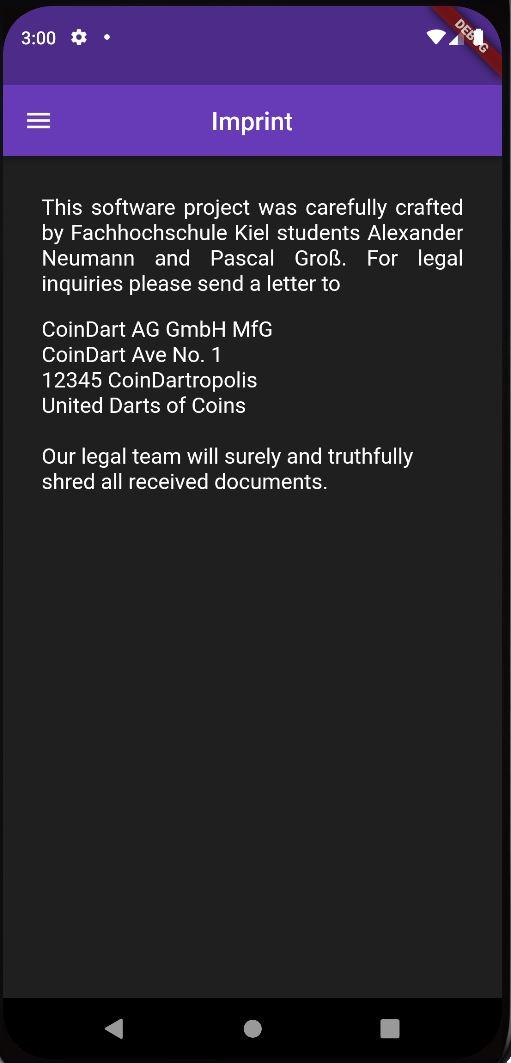 3:00
DEBUG
Imprint
This software project was carefully crafted
by Fachhochschule Kiel students Alexander
Neumann and Pascal Groß. For legal
inquiries please send a letter to
CoinDart AG GmbH MfG
CoinDart Ave No. 1
12345 CoinDartropolis
United Darts of Coins
Our legal team will surely and truthfully
shred all received documents.